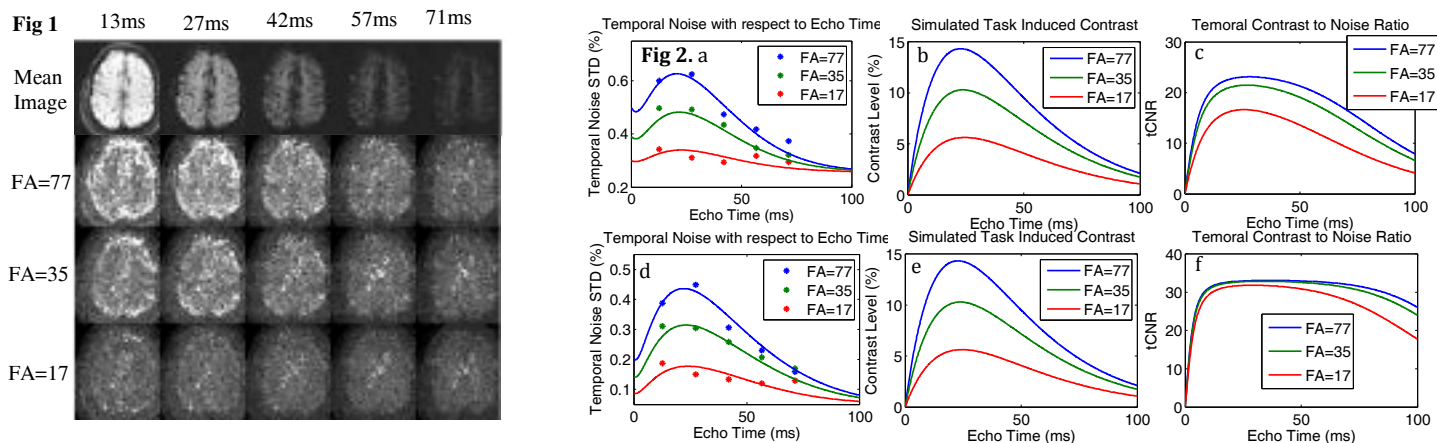 Fig 1
13ms 27ms 42ms 57ms 71ms
Mean
Image
FA=77
FA=35
FA=17
Temporal Noise with respect to Echo Time
Fig 2. a
FA=77
FA=35
FA=17
Temporal Noise STD (%)
0.6
0.4
0.2
0 50 100
Echo Time (ms)
Simulated Task Induced Contrast
b
FA=77
FA=35
FA=17
Contrast Level (%)
15
10
5
0
0 50 100
Echo Time (ms)
Temoral Contrast to Noise Ratio
c
FA=77
FA=35
FA=17
tCNR
30
20
10
0
0 50 100
Echo Time (ms)
Temporal Noise with respect to Echo Time
d
FA=77
FA=35
FA=17
Temporal Noise STD (%)
0.5
0.4
0.3
0.2
0.1
0 50 100
Echo Time (ms)
Simulated Task Induced Contrast
e
FA=77
FA=35
FA=17
Contrast Level (%)
15
10
5
0
0 50 100
Echo Time (ms)
Temoral Contrast to Noise Ratio
f
FA=77
FA=35
FA=17
tCNR
40
30
20
10
0
0 50 100
Echo Time (ms)